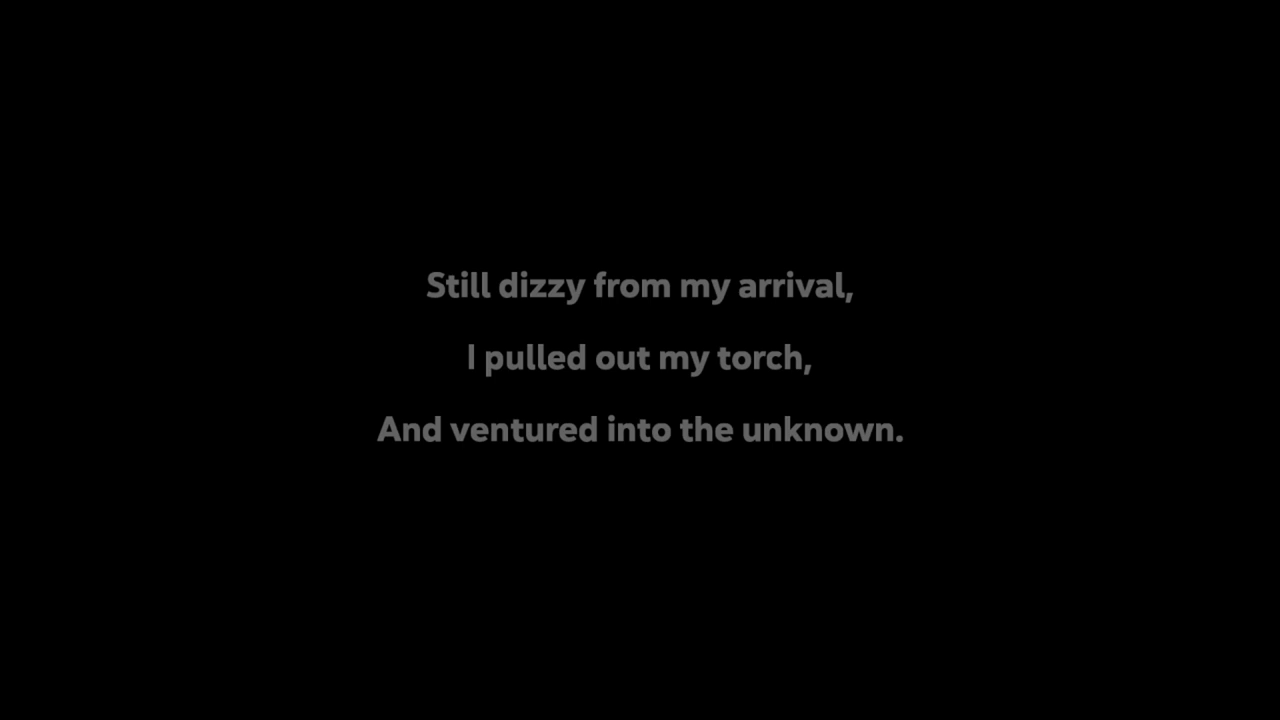 Still dizzy from my arrival,
I pulled out my torch,
And ventured into the unknown.